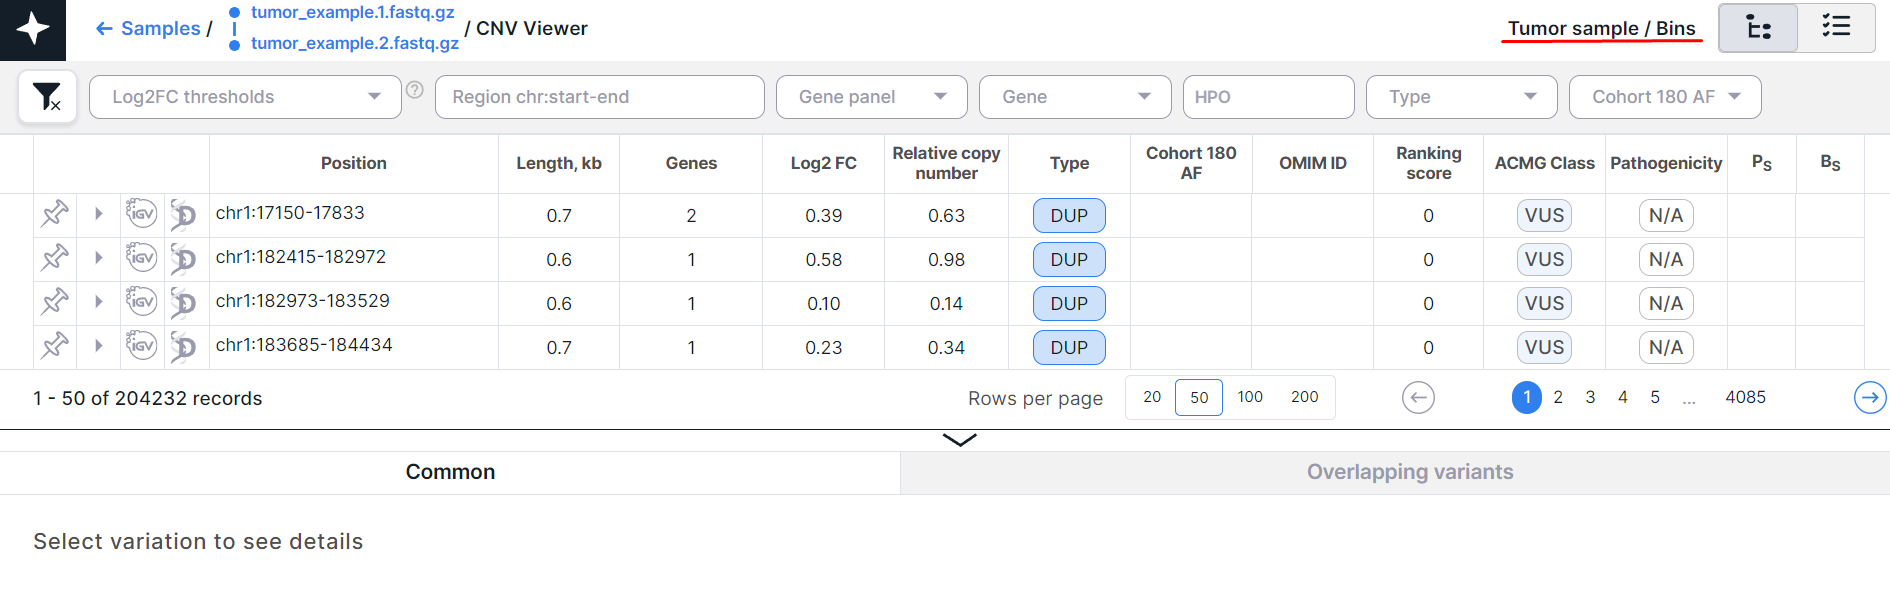 tumor_example.1.fastq.gz
← Samples / tumor_example.2.fastq.gz / CNV Viewer
Tumor sample / Bins
Log2FC thresholds ? Region chr:start-end Gene panel Gene HPO Type Cohort 180 AF
Position Length, kb Genes Log2 FC Relative copy number Type Cohort 180 AF OMIM ID Ranking score ACMG Class Pathogenicity PS BS
IGV D chr1:17150-17833 0.7 2 0.39 0.63 DUP 0 VUS N/A
IGV D chr1:182415-182972 0.6 1 0.58 0.98 DUP 0 VUS N/A
IGV D chr1:182973-183529 0.6 1 0.10 0.14 DUP 0 VUS N/A
IGV D chr1:183685-184434 0.7 1 0.23 0.34 DUP 0 VUS N/A
1 - 50 of 204232 records Rows per page 20 50 100 200 1 2 3 4 5 ... 4085
Common Overlapping variants
Select variation to see details